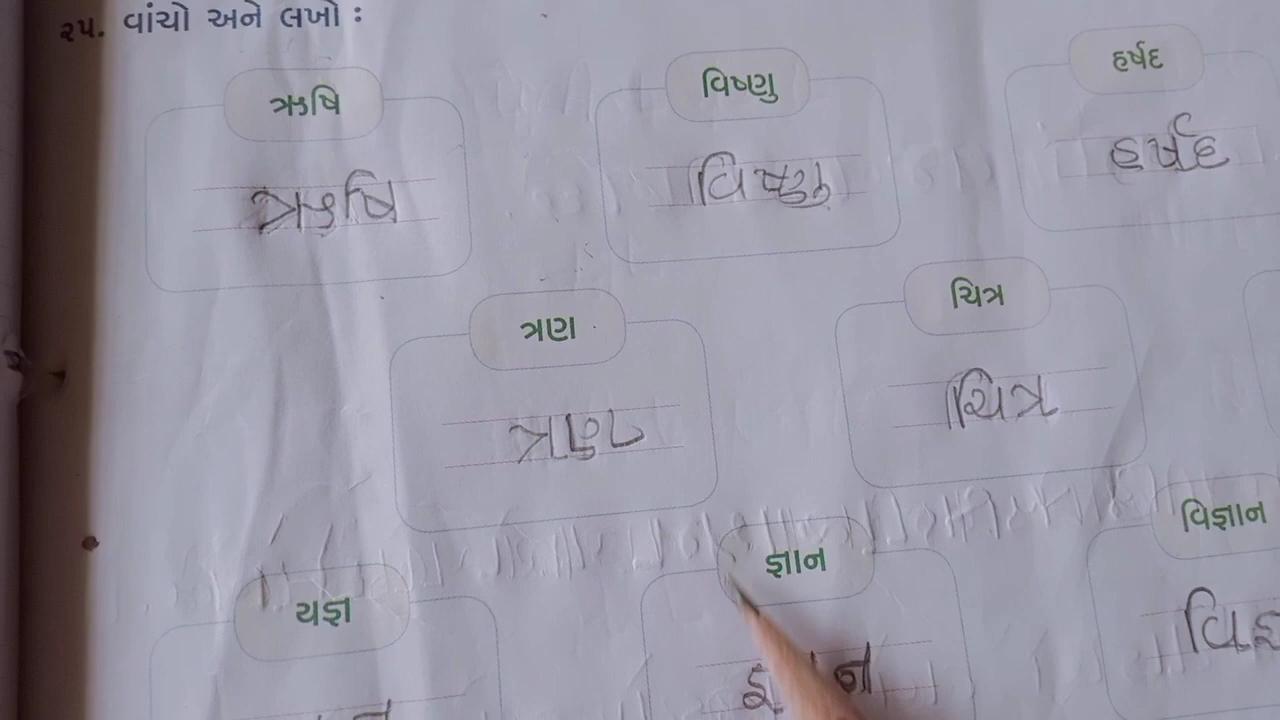 ૨૫. વાંચો અને લખો :
ઋષિ વિષ્ણુ હર્ષદ
ઋષિ વિષ્ણુ હર્ષદ
ત્રણ ચિત્ર
ત્રણ ચિત્ર
યજ્ઞ જ્ઞાન વિજ્ઞાન